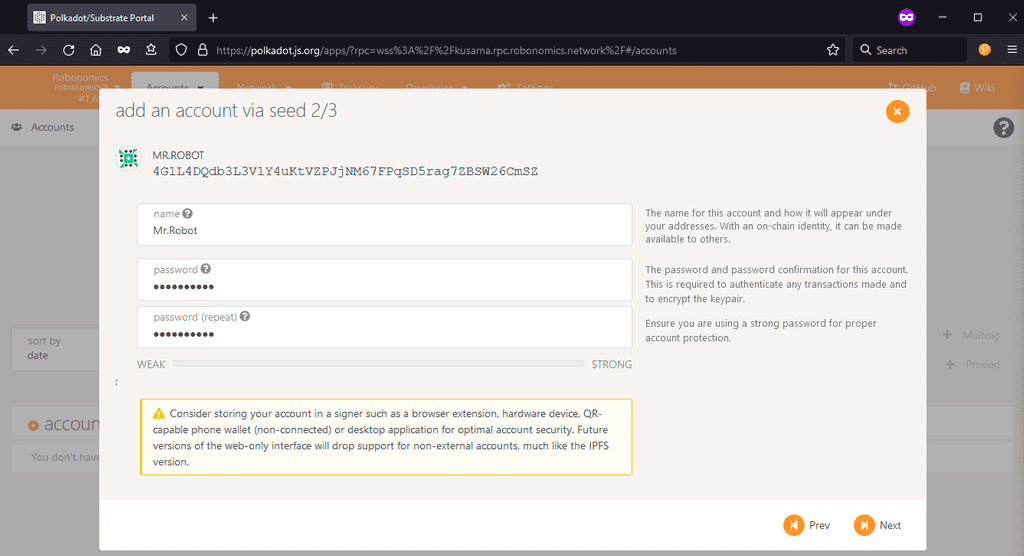 Polkadot/Substrate Portal
https://polkadot.js.org/apps/?rpc=wss%3A%2F%2Fkusama.rpc.robonomics.network%2F#/accounts
Search
Robonomics
Accounts
Network
Treasury
Developer
Settings
GitHub
Wiki
Accounts
add an account via seed 2/3
MR.ROBOT
4G1L4DQdb3L3V1Y4uKtVZPJjNM67FPqSD5rag7ZBSW26CmSZ
name
Mr.Robot
The name for this account and how it will appear under
your addresses. With an on-chain identity, it can be made
available to others.
password
••••••••••
The password and password confirmation for this account.
This is required to authenticate any transactions made and
to encrypt the keypair.
password (repeat)
••••••••••
Ensure you are using a strong password for proper
account protection.
WEAK
STRONG
;
Consider storing your account in a signer such as a browser extension, hardware device, QR-
capable phone wallet (non-connected) or desktop application for optimal account security. Future
versions of the web-only interface will drop support for non-external accounts, much like the IPFS
version.
sort by
date
Multisig
Proxied
accoun
You don't have
Prev
Next